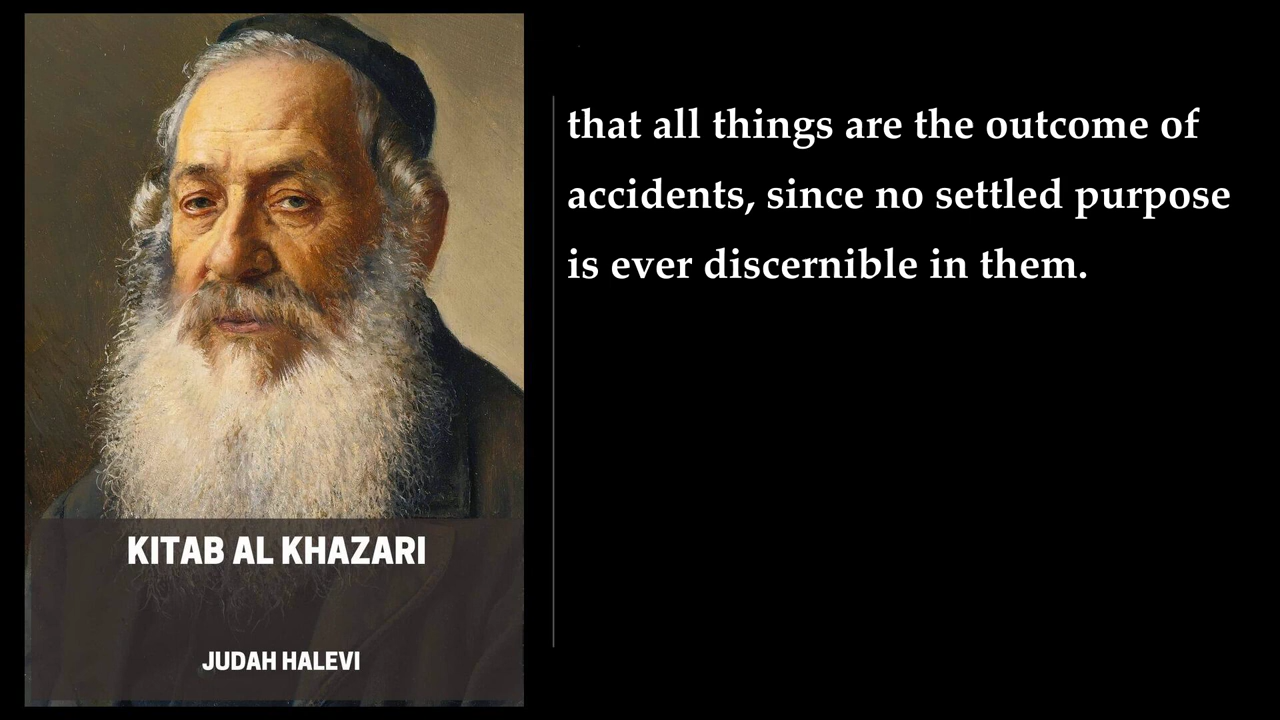 that all things are the outcome of
accidents, since no settled purpose
is ever discernible in them.
KITAB AL KHAZARI
JUDAH HALEVI